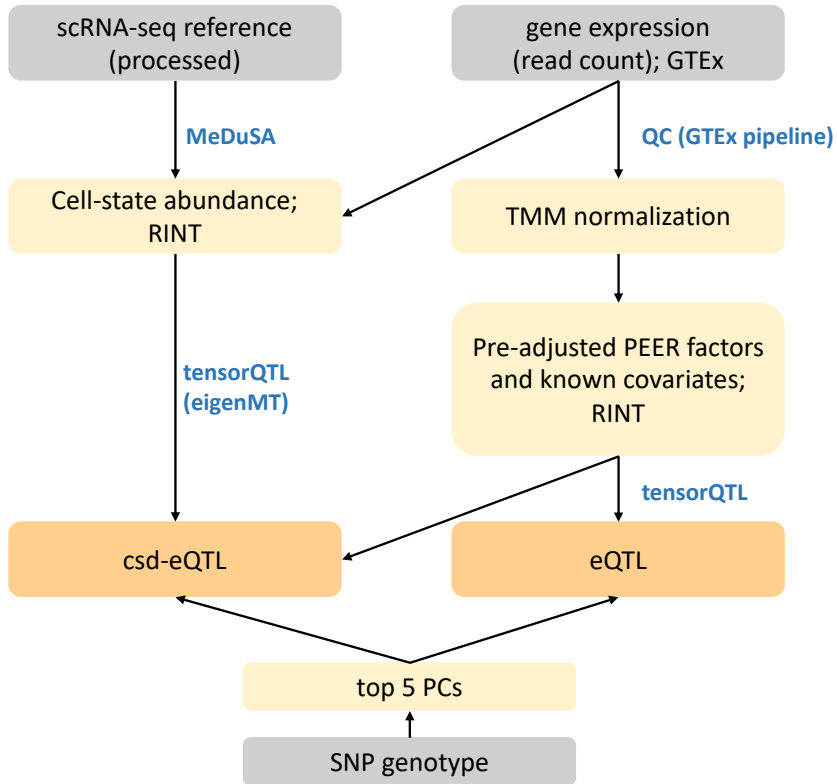 scRNA-seq reference
(processed)
gene expression
(read count); GTEx
MeDuSA
QC (GTEx pipeline)
Cell-state abundance;
RINT
TMM normalization
Pre-adjusted PEER factors
and known covariates;
RINT
tensorQTL
(eigenMT)
tensorQTL
csd-eQTL
eQTL
top 5 PCs
SNP genotype